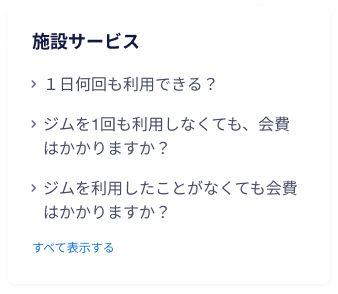 施設サービス
１日何回も利用できる？
ジムを1回も利用しなくても、会費
はかかりますか？
ジムを利用したことがなくても会費
はかかりますか？
すべて表示する